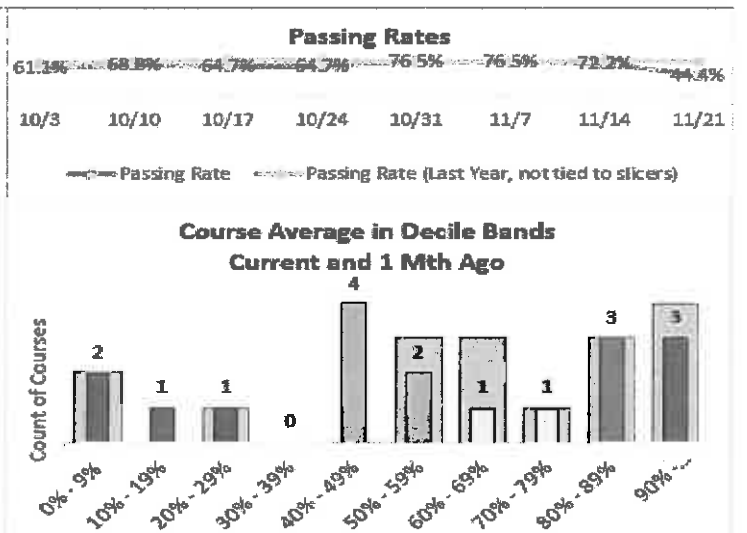 Passing Rates
61.1% 68.8% 64.7% 64.7% 76.5% 76.5% 72.2% 44.4%
10/3 10/10 10/17 10/24 10/31 11/7 11/14 11/21
Passing Rate Passing Rate (Last Year, not tied to slicers)
Course Average in Decile Bands
Current and 1 Mth Ago
Count of Courses
2 1 1 0 4 2 1 1 3 3
0% - 9% 10% - 19% 20% - 29% 30% - 39% 40% - 49% 50% - 59% 60% - 69% 70% - 79% 80% - 89% 90% -...